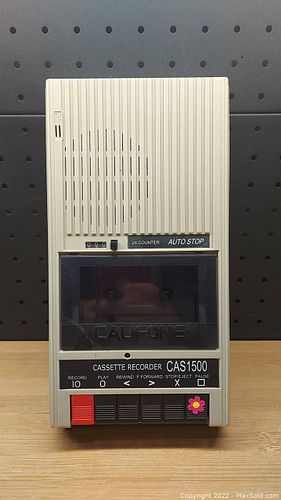 2X COUNTER AUTO STOP
CALIFONE
CASSETTE RECORDER CAS1500
RECORD PLAY REWIND F.FORWARD STOP/EJECT PAUSE
IO O < > X □
Copyright 2022 - MaxSold.com